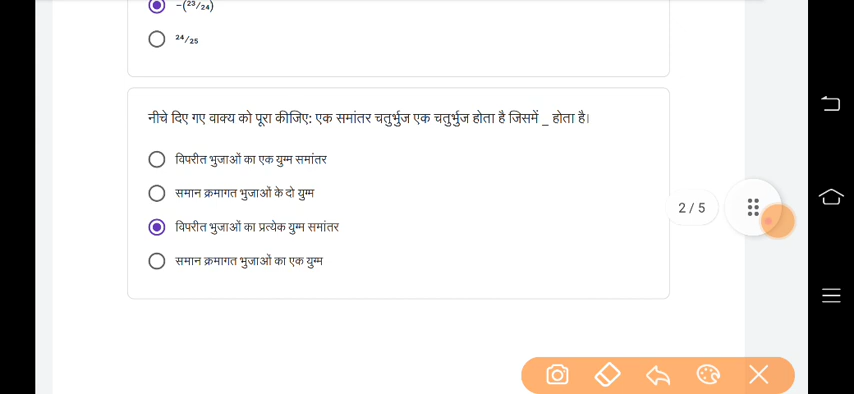 -(²³/₂₄)
²⁴/₂₅
नीचे दिए गए वाक्य को पूरा कीजिए: एक समांतर चतुर्भुज एक चतुर्भुज होता है जिसमें _ होता है।
विपरीत भुजाओं का एक युग्म समांतर
समान क्रमागत भुजाओं के दो युग्म
विपरीत भुजाओं का प्रत्येक युग्म समांतर
समान क्रमागत भुजाओं का एक युग्म
2 / 5